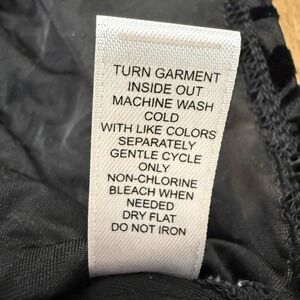 TURN GARMENT
INSIDE OUT
MACHINE WASH
COLD
WITH LIKE COLORS
SEPARATELY
GENTLE CYCLE
ONLY
NON-CHLORINE
BLEACH WHEN
NEEDED
DRY FLAT
DO NOT IRON